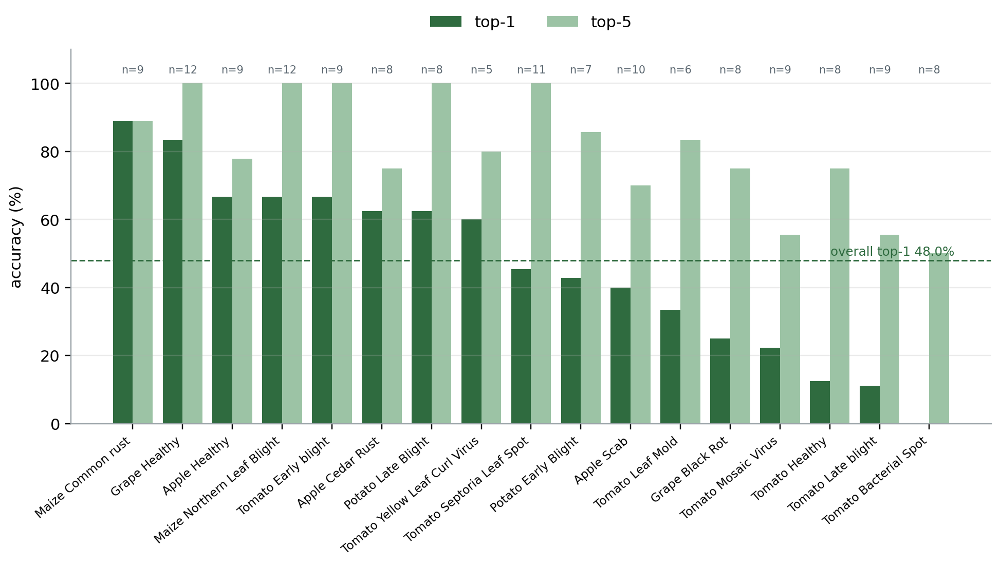 top-1
top-5
n=9
n=12
n=9
n=12
n=9
n=8
n=8
n=5
n=11
n=7
n=10
n=6
n=8
n=9
n=8
n=9
n=8
accuracy (%)
100
80
60
40
20
0
overall top-1 48.0%
Maize Common rust
Grape Healthy
Apple Healthy
Maize Northern Leaf Blight
Tomato Early blight
Apple Cedar Rust
Potato Late Blight
Tomato Yellow Leaf Curl Virus
Tomato Septoria Leaf Spot
Potato Early Blight
Apple Scab
Tomato Leaf Mold
Grape Black Rot
Tomato Mosaic Virus
Tomato Healthy
Tomato Late blight
Tomato Bacterial Spot